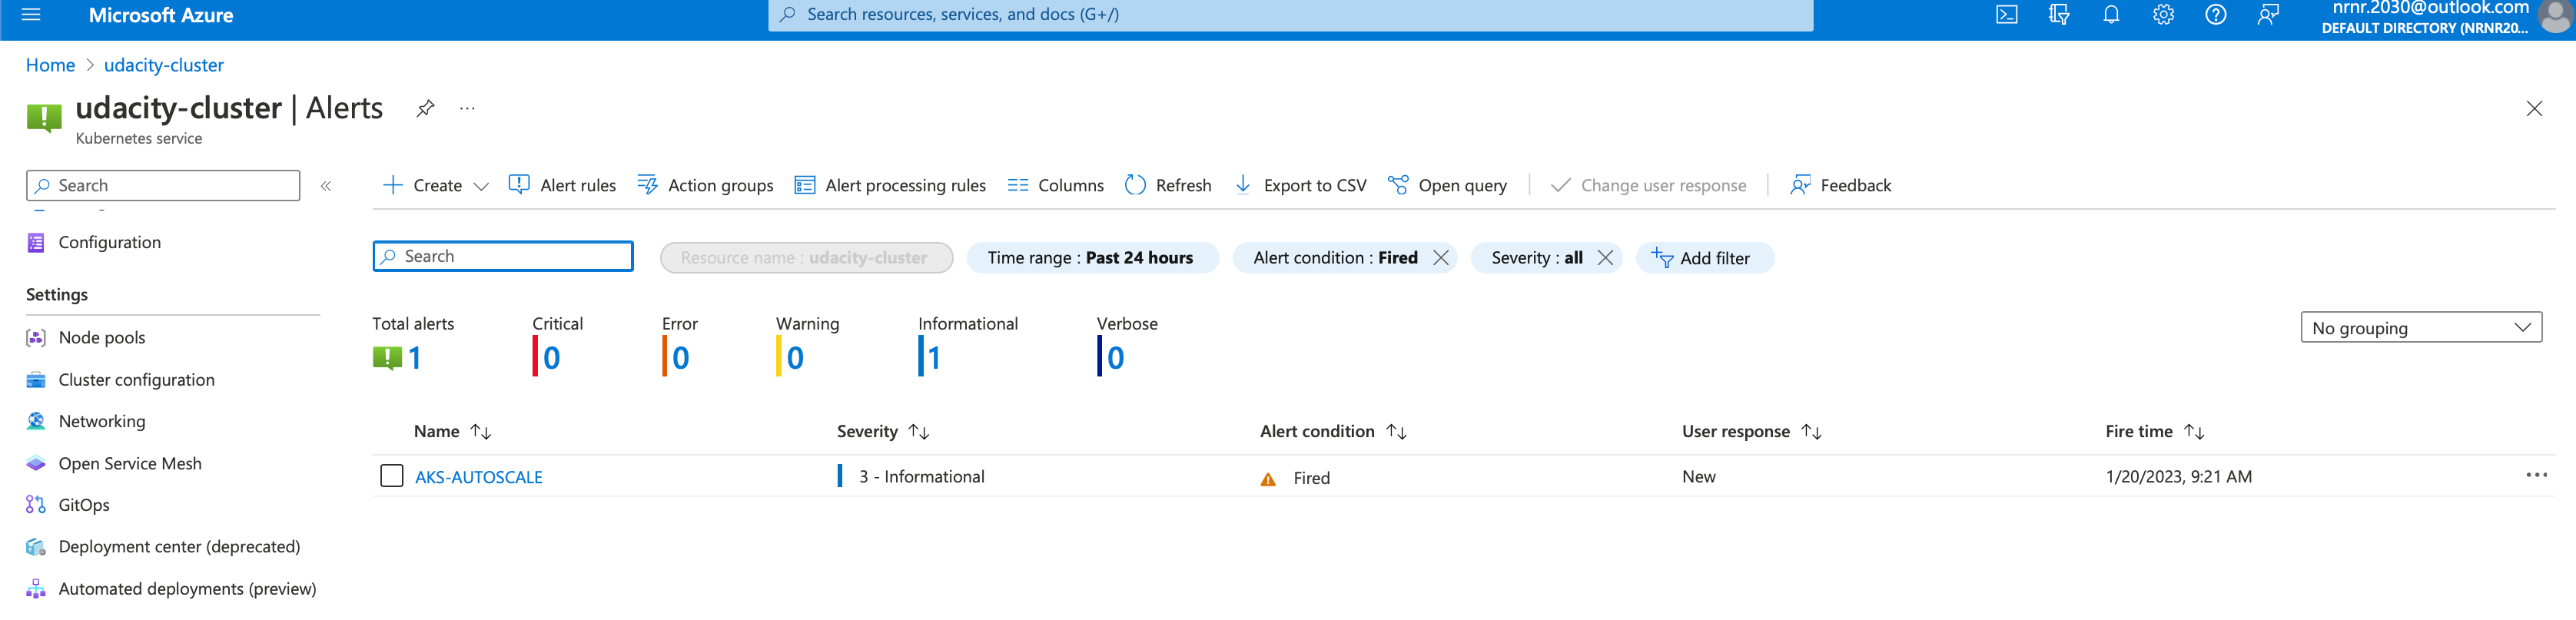 Microsoft Azure
Search resources, services, and docs (G+/)
nrnr.2030@outlook.com
DEFAULT DIRECTORY (NRNR20...
Home > udacity-cluster
udacity-cluster | Alerts
Kubernetes service
Search
Configuration
Settings
Node pools
Cluster configuration
Networking
Open Service Mesh
GitOps
Deployment center (deprecated)
Automated deployments (preview)
Create Alert rules Action groups Alert processing rules Columns Refresh Export to CSV Open query Change user response Feedback
Search Resource name : udacity-cluster Time range : Past 24 hours Alert condition : Fired Severity : all Add filter
Total alerts Critical Error Warning Informational Verbose
1 0 0 0 1 0
No grouping
Name Severity Alert condition User response Fire time
AKS-AUTOSCALE 3 - Informational Fired New 1/20/2023, 9:21 AM